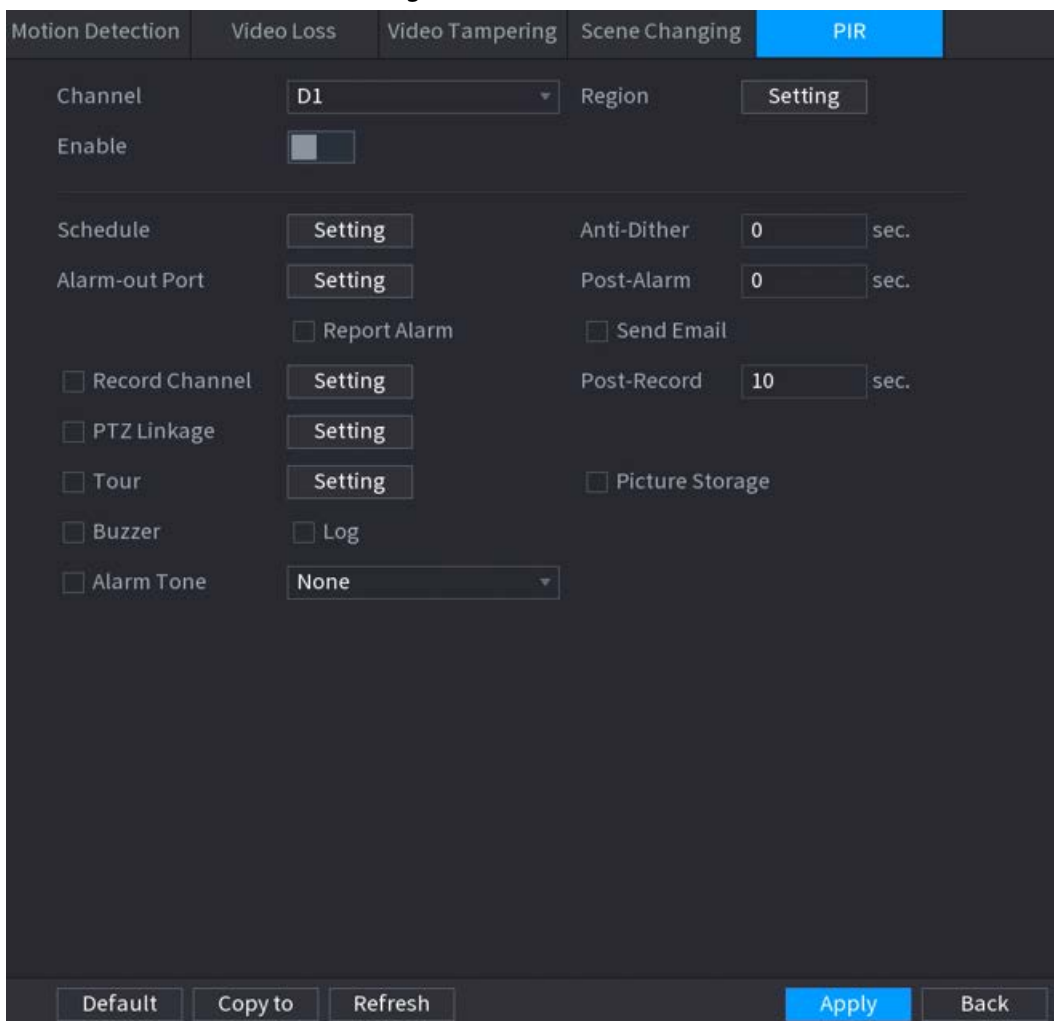 Motion Detection Video Loss Video Tampering Scene Changing PIR
Channel D1 Region Setting
Enable
Schedule Setting Anti-Dither 0 sec.
Alarm-out Port Setting Post-Alarm 0 sec.
Report Alarm Send Email
Record Channel Setting Post-Record 10 sec.
PTZ Linkage Setting
Tour Setting Picture Storage
Buzzer Log
Alarm Tone None
Default Copy to Refresh Apply Back